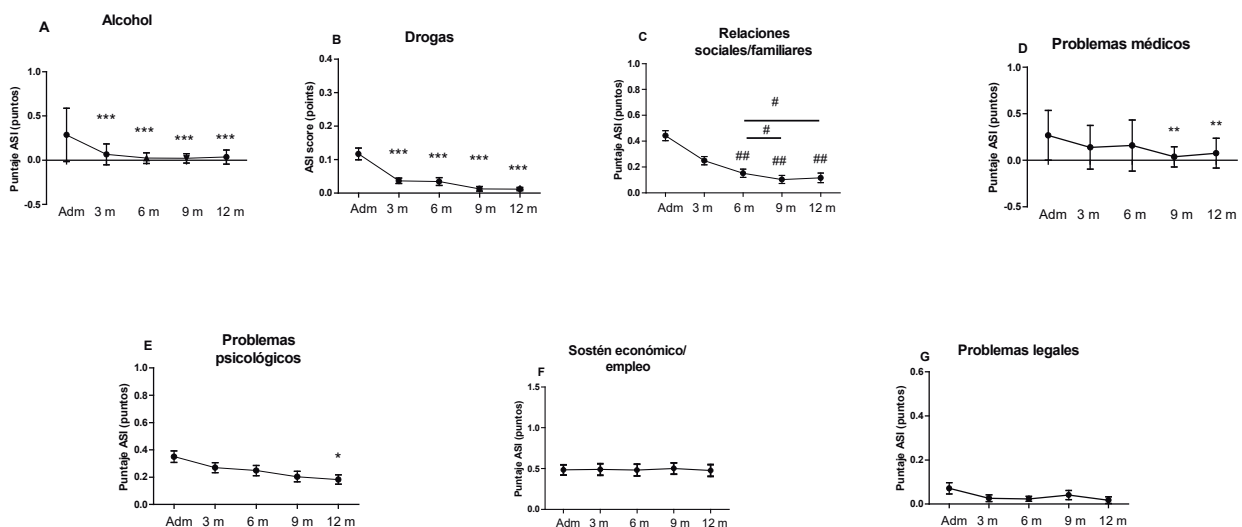 A
Alcohol
Puntaje ASI (puntos)
1.0
0.5
0.0
-0.5
***
***
***
***
Adm 3 m 6 m 9 m 12 m
B
Drogas
ASI score (points)
0.4
0.3
0.2
0.1
0.0
***
***
***
***
Adm 3 m 6 m 9 m 12 m
C
Relaciones
sociales/familiares
Puntaje ASI (puntos)
1.0
0.8
0.6
0.4
0.2
0.0
#
#
## ## ##
Adm 3 m 6 m 9 m 12 m
D
Problemas médicos
Puntaje ASI (puntos)
1.0
0.5
0.0
-0.5
** **
Adm 3 m 6 m 9 m 12 m
E
Problemas
psicológicos
Puntaje ASI (puntos)
1.0
0.8
0.6
0.4
0.2
0.0
*
Adm 3 m 6 m 9 m 12 m
F
Sostén económico/
empleo
Puntaje ASI (puntos)
1.5
1.0
0.5
0.0
Adm 3 m 6 m 9 m 12 m
G
Problemas legales
Puntaje ASI (puntos)
0.6
0.4
0.2
0.0
Adm 3 m 6 m 9 m 12 m